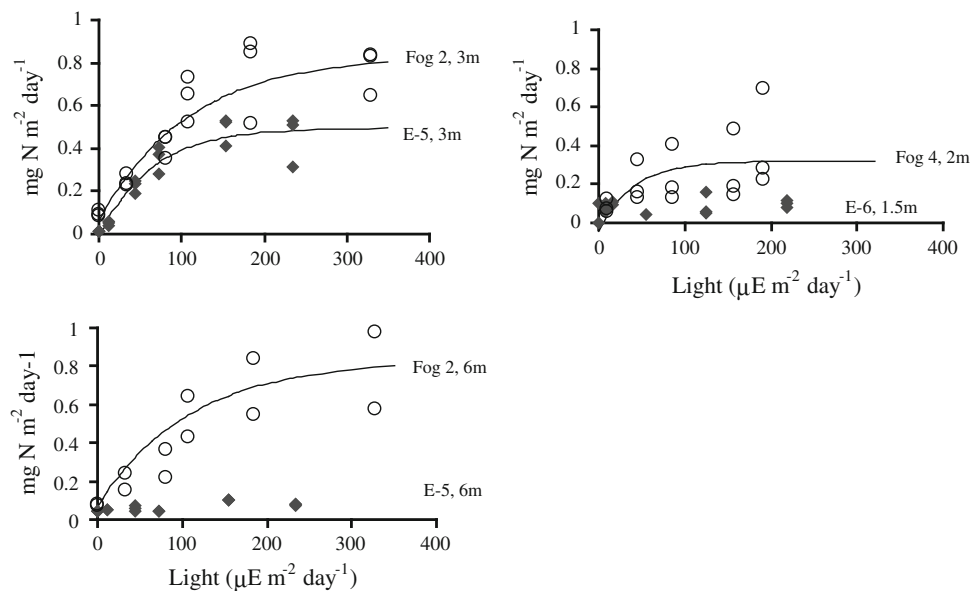 mg N m⁻² day⁻¹
1
0.8
0.6
0.4
0.2
0
0 100 200 300 400
Fog 2, 3m
E-5, 3m
mg N m⁻² day⁻¹
1
0.8
0.6
0.4
0.2
0
0 100 200 300 400
Fog 4, 2m
E-6, 1.5m
Light (µE m⁻² day⁻¹)
mg N m⁻² day-1
1
0.8
0.6
0.4
0.2
0
0 100 200 300 400
Fog 2, 6m
E-5, 6m
Light (µE m⁻² day⁻¹)